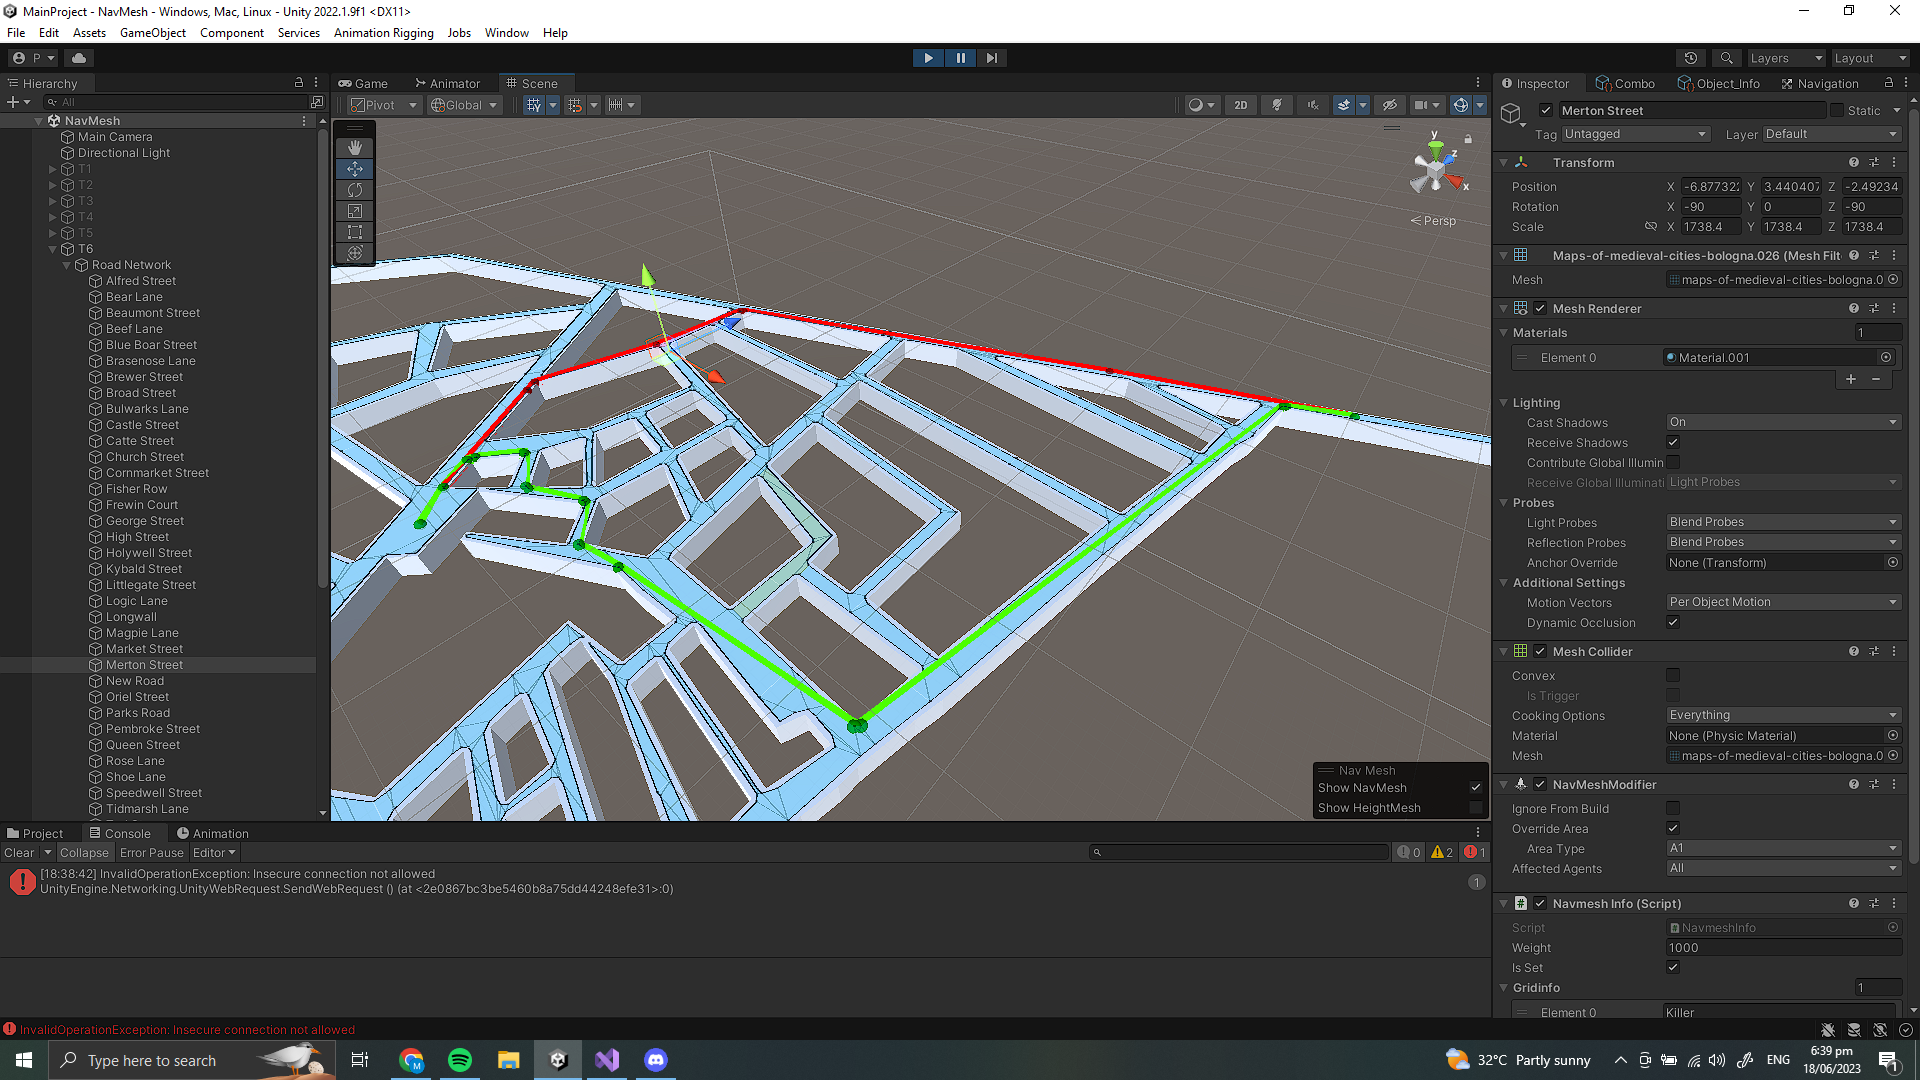 MainProject - NavMesh - Windows, Mac, Linux - Unity 2022.1.9f1 <DX11>
File Edit Assets GameObject Component Services Animation Rigging Jobs Window Help
P Layers Layout
Hierarchy
All
NavMesh
Main Camera
Directional Light
T1
T2
T3
T4
T5
T6
Road Network
Alfred Street
Bear Lane
Beaumont Street
Beef Lane
Blue Boar Street
Brasenose Lane
Brewer Street
Broad Street
Bulwarks Lane
Castle Street
Catte Street
Church Street
Cornmarket Street
Fisher Row
Frewin Court
George Street
High Street
Holywell Street
Kybald Street
Littlegate Street
Logic Lane
Longwall
Magpie Lane
Market Street
Merton Street
New Road
Oriel Street
Parks Road
Pembroke Street
Queen Street
Rose Lane
Shoe Lane
Speedwell Street
Tidmarsh Lane
Game Animator Scene
Pivot Global 2D
y
z
x
Persp
Nav Mesh
Show NavMesh
Show HeightMesh
Inspector Combo Object_Info Navigation
Merton Street Static
Tag Untagged Layer Default
Transform
Position X -6.877322 Y 3.440407 Z -2.49234
Rotation X -90 Y 0 Z -90
Scale X 1738.4 Y 1738.4 Z 1738.4
Maps-of-medieval-cities-bologna.026 (Mesh Filt
Mesh maps-of-medieval-cities-bologna.0
Mesh Renderer
Materials 1
Element 0 Material.001
Lighting
Cast Shadows On
Receive Shadows
Contribute Global Illumin
Receive Global Illuminati Light Probes
Probes
Light Probes Blend Probes
Reflection Probes Blend Probes
Anchor Override None (Transform)
Additional Settings
Motion Vectors Per Object Motion
Dynamic Occlusion
Mesh Collider
Convex
Is Trigger
Cooking Options Everything
Material None (Physic Material)
Mesh maps-of-medieval-cities-bologna.0
NavMeshModifier
Ignore From Build
Override Area
Area Type A1
Affected Agents All
Navmesh Info (Script)
Script NavmeshInfo
Weight 1000
Is Set
Gridinfo 1
Element 0 Killer
Project Console Animation
Clear Collapse Error Pause Editor 0 2 1
[18:38:42] InvalidOperationException: Insecure connection not allowed
UnityEngine.Networking.UnityWebRequest.SendWebRequest () (at <2e0867bc3be5460b8a75dd44248efe31>:0)
1
InvalidOperationException: Insecure connection not allowed
Type here to search
32°C Partly sunny
ENG
6:39 pm
18/06/2023
1